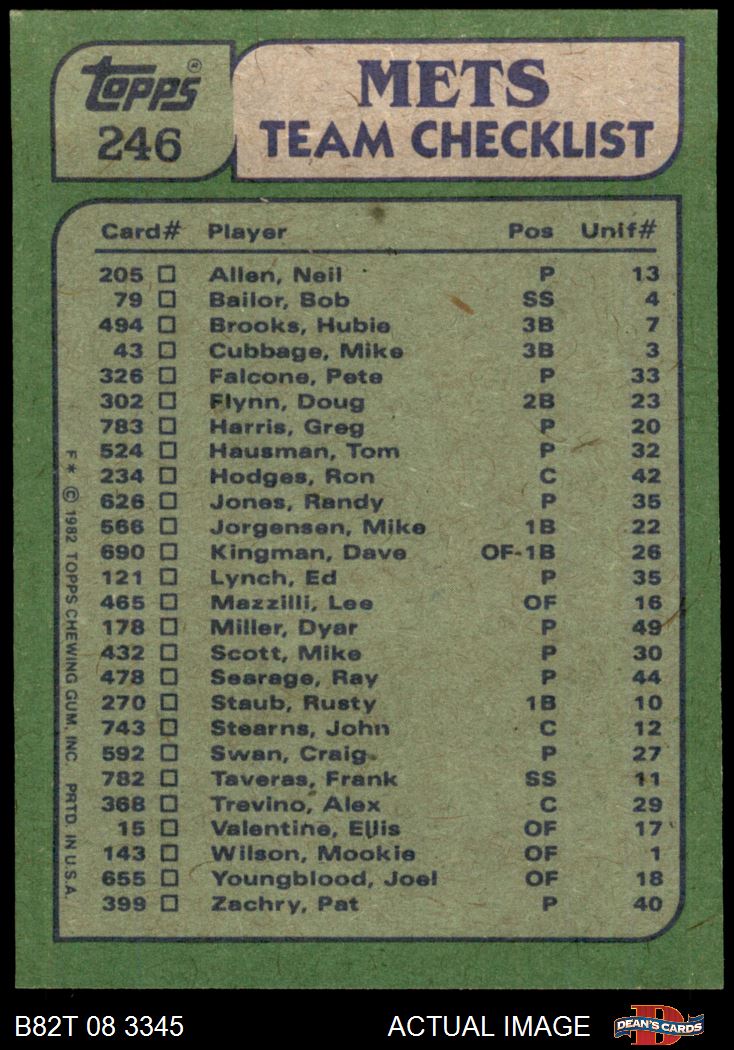 TOPPS®
246
METS
TEAM CHECKLIST
Card# Player Pos Unif#
205 Allen, Neil P 13
79 Bailor, Bob SS 4
494 Brooks, Hubie 3B 7
43 Cubbage, Mike 3B 3
326 Falcone, Pete P 33
302 Flynn, Doug 2B 23
783 Harris, Greg P 20
524 Hausman, Tom P 32
234 Hodges, Ron C 42
626 Jones, Randy P 35
566 Jorgensen, Mike 1B 22
690 Kingman, Dave OF-1B 26
121 Lynch, Ed P 35
465 Mazzilli, Lee OF 16
178 Miller, Dyar P 49
432 Scott, Mike P 30
478 Searage, Ray P 44
270 Staub, Rusty 1B 10
743 Stearns, John C 12
592 Swan, Craig P 27
782 Taveras, Frank SS 11
368 Trevino, Alex C 29
15 Valentine, Ellis OF 17
143 Wilson, Mookie OF 1
655 Youngblood, Joel OF 18
399 Zachry, Pat P 40
F* © 1982 TOPPS CHEWING GUM, INC. PRTD. IN U.S.A.
B82T 08 3345 ACTUAL IMAGE
DEAN'S CARDS